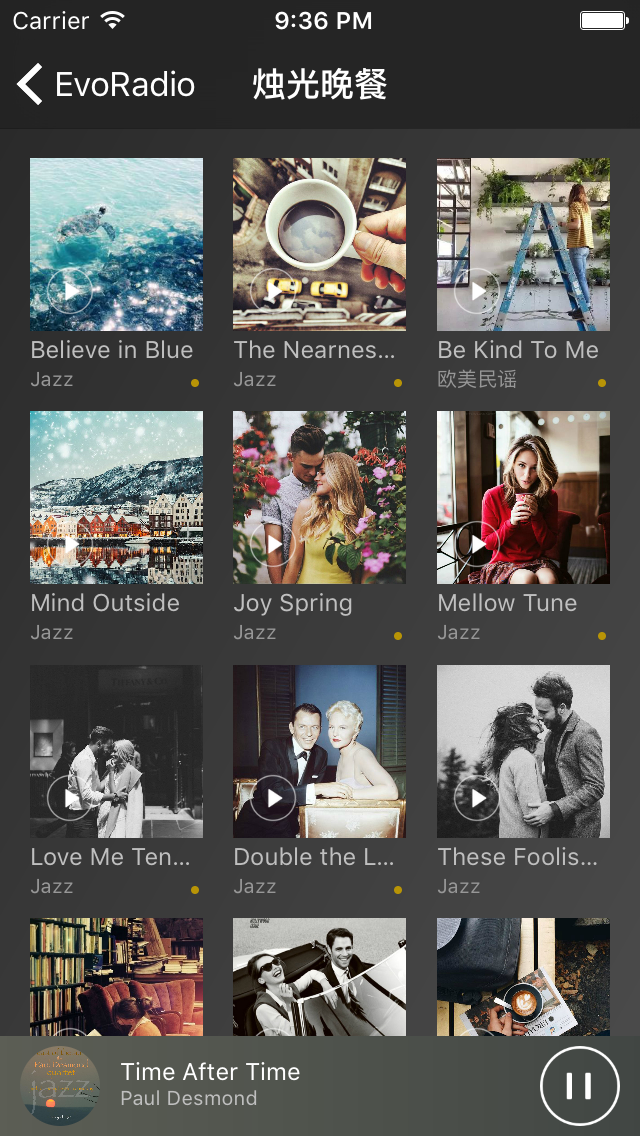 Carrier 9:36 PM
EvoRadio 烛光晚餐
Believe in Blue The Nearnes... Be Kind To Me
Jazz Jazz 欧美民谣
Mind Outside Joy Spring Mellow Tune
Jazz Jazz Jazz
Love Me Ten... Double the L... These Foolis...
Jazz Jazz Jazz
Time After Time
Paul Desmond